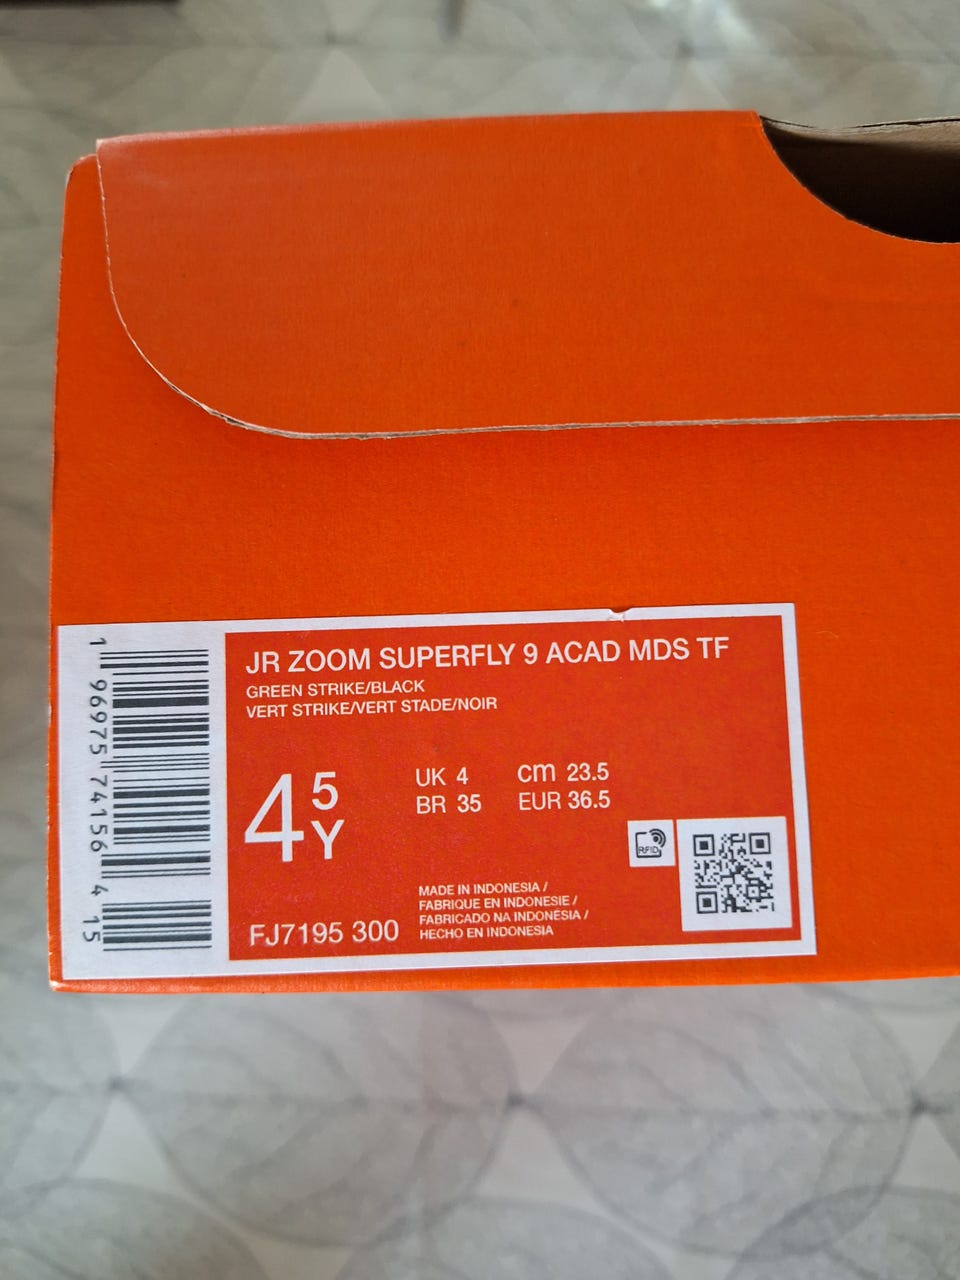 JR ZOOM SUPERFLY 9 ACAD MDS TF
GREEN STRIKE/BLACK
VERT STRIKE/VERT STADE/NOIR
4 5 Y
UK 4 cm 23.5
BR 35 EUR 36.5
RFID
MADE IN INDONESIA /
FABRIQUE EN INDONESIE /
FABRICADO NA INDONÉSIA /
HECHO EN INDONESIA
FJ7195 300
1 96975 74156 4 15